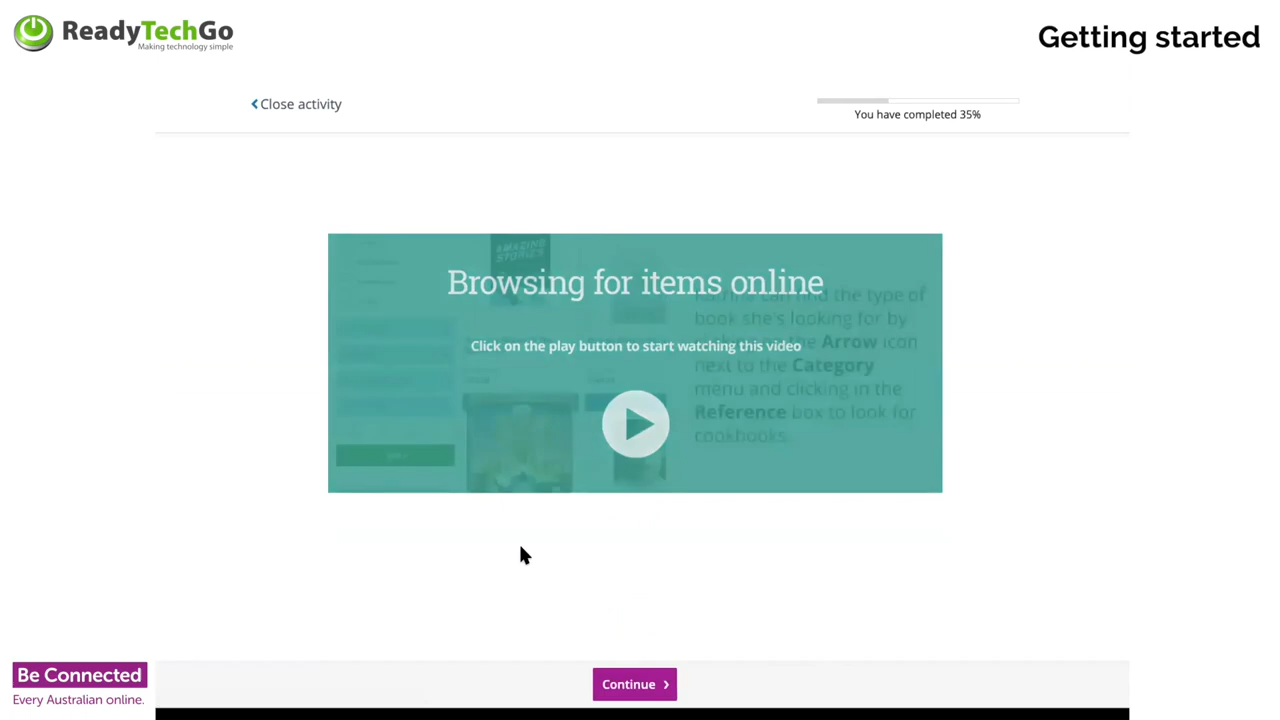 ReadyTechGo
Making technology simple
Getting started
Close activity
You have completed 35%
AMAZING
STORIES
Browsing for items online
can find the type of
book she's looking for by
Click on the play button to start watching this video
the Arrow icon
next to the Category
menu and clicking in the
Reference box to look for
cookbooks.
Be Connected
Every Australian online.
Continue